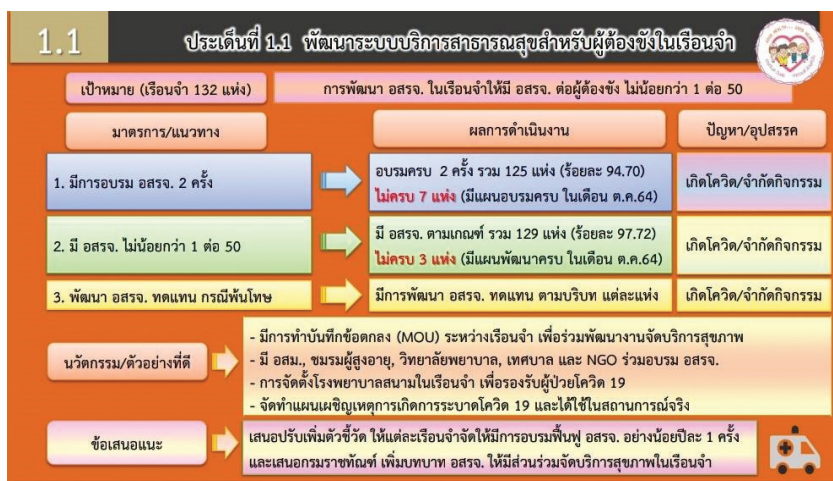 1.1
ประเด็นที่ 1.1 พัฒนาระบบบริการสาธารณสุขสำหรับผู้ต้องขังในเรือนจำ
เป้าหมาย (เรือนจำ 132 แห่ง)
การพัฒนา อสรจ. ในเรือนจำให้มี อสรจ. ต่อผู้ต้องขัง ไม่น้อยกว่า 1 ต่อ 50
มาตรการ/แนวทาง
ผลการดำเนินงาน
ปัญหา/อุปสรรค
1. มีการอบรม อสรจ. 2 ครั้ง
อบรมครบ 2 ครั้ง รวม 125 แห่ง (ร้อยละ 94.70)
ไม่ครบ 7 แห่ง (มีแผนอบรมครบ ในเดือน ต.ค.64)
เกิดโควิด/จำกัดกิจกรรม
2. มี อสรจ. ไม่น้อยกว่า 1 ต่อ 50
มี อสรจ. ตามเกณฑ์ รวม 129 แห่ง (ร้อยละ 97.72)
ไม่ครบ 3 แห่ง (มีแผนพัฒนาครบ ในเดือน ต.ค.64)
เกิดโควิด/จำกัดกิจกรรม
3. พัฒนา อสรจ. ทดแทน กรณีพ้นโทษ
มีการพัฒนา อสรจ. ทดแทน ตามบริบท แต่ละแห่ง
เกิดโควิด/จำกัดกิจกรรม
นวัตกรรม/ตัวอย่างที่ดี
- มีการทำบันทึกข้อตกลง (MOU) ระหว่างเรือนจำ เพื่อร่วมพัฒนางานจัดบริการสุขภาพ
- มี อสม., ชมรมผู้สูงอายุ, วิทยาลัยพยาบาล, เทศบาล และ NGO ร่วมอบรม อสรจ.
- การจัดตั้งโรงพยาบาลสนามในเรือนจำ เพื่อรองรับผู้ป่วยโควิด 19
- จัดทำแผนเผชิญเหตุการเกิดการระบาดโควิด 19 และได้ใช้ในสถานการณ์จริง
ข้อเสนอแนะ
เสนอปรับเพิ่มตัวชี้วัด ให้แต่ละเรือนจำจัดให้มีการอบรมฟื้นฟู อสรจ. อย่างน้อยปีละ 1 ครั้ง
และเสนอกรมราชทัณฑ์ เพิ่มบทบาท อสรจ. ให้มีส่วนร่วมจัดบริการสุขภาพในเรือนจำ